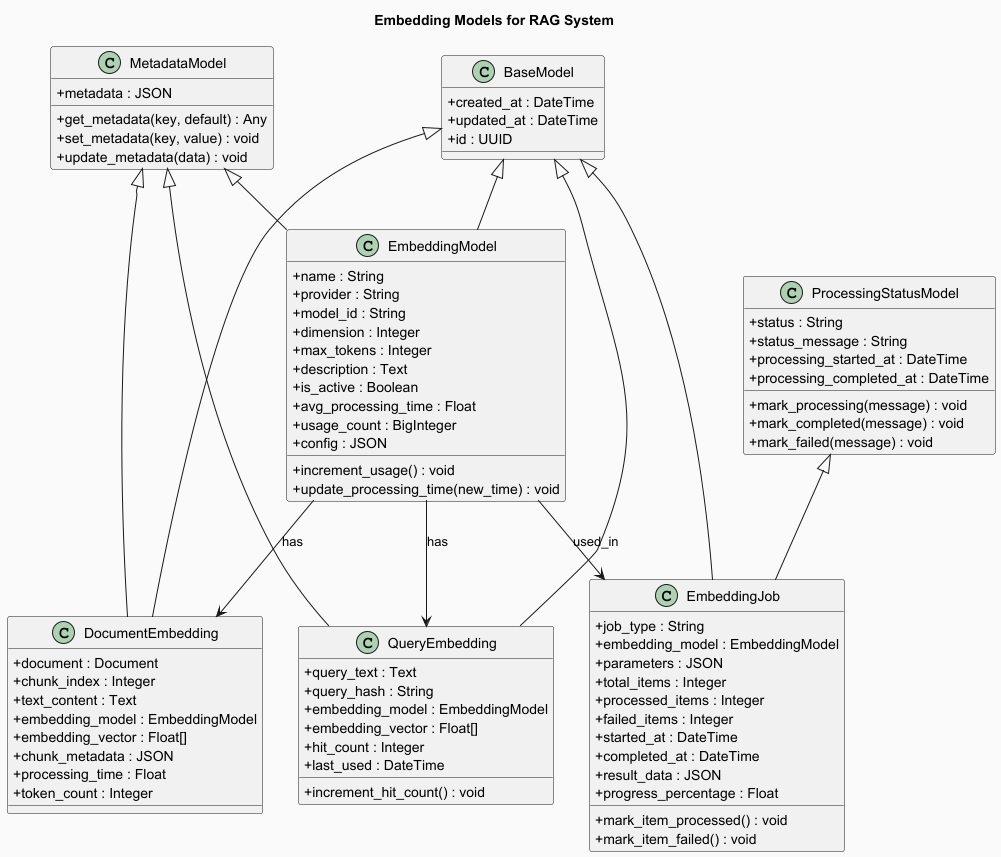 Embedding Models for RAG System
C MetadataModel
+metadata : JSON
+get_metadata(key, default) : Any
+set_metadata(key, value) : void
+update_metadata(data) : void
C BaseModel
+created_at : DateTime
+updated_at : DateTime
+id : UUID
C EmbeddingModel
+name : String
+provider : String
+model_id : String
+dimension : Integer
+max_tokens : Integer
+description : Text
+is_active : Boolean
+avg_processing_time : Float
+usage_count : BigInteger
+config : JSON
+increment_usage() : void
+update_processing_time(new_time) : void
C ProcessingStatusModel
+status : String
+status_message : String
+processing_started_at : DateTime
+processing_completed_at : DateTime
+mark_processing(message) : void
+mark_completed(message) : void
+mark_failed(message) : void
has
has
used_in
C DocumentEmbedding
+document : Document
+chunk_index : Integer
+text_content : Text
+embedding_model : EmbeddingModel
+embedding_vector : Float[]
+chunk_metadata : JSON
+processing_time : Float
+token_count : Integer
C QueryEmbedding
+query_text : Text
+query_hash : String
+embedding_model : EmbeddingModel
+embedding_vector : Float[]
+hit_count : Integer
+last_used : DateTime
+increment_hit_count() : void
C EmbeddingJob
+job_type : String
+embedding_model : EmbeddingModel
+parameters : JSON
+total_items : Integer
+processed_items : Integer
+failed_items : Integer
+started_at : DateTime
+completed_at : DateTime
+result_data : JSON
+progress_percentage : Float
+mark_item_processed() : void
+mark_item_failed() : void